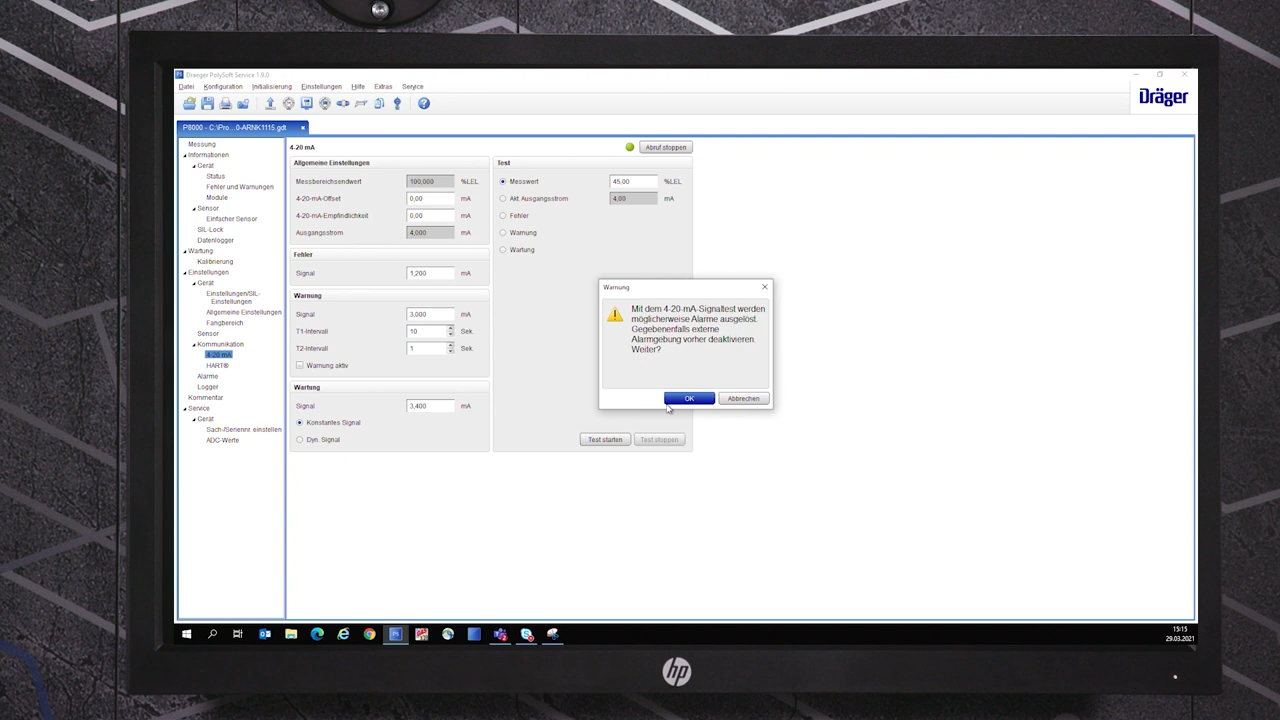 Draeger PolySoft Service 1.9.0
Datei Konfiguration Initialisierung Einstellungen Hilfe Extras Service
Dräger
P8000 - C:\Pro...0-ARNK1115.gdt
Messung
Informationen
Gerät
Status
Fehler und Warnungen
Module
Sensor
Einfacher Sensor
SIL-Lock
Datenlogger
Wartung
Kalibrierung
Einstellungen
Gerät
Einstellungen/SIL-
Einstellungen
Allgemeine Einstellungen
Fangbereich
Sensor
Kommunikation
4-20 mA
HART®
Alarme
Logger
Kommentar
Service
Gerät
Sach-/Seriennr. einstellen
ADC-Werte
4-20 mA
Abruf stoppen
Allgemeine Einstellungen
Messbereichsendwert 100,000 %LEL
4-20-mA-Offset 0,00 mA
4-20-mA-Empfindlichkeit 0,00 mA
Ausgangsstrom 4,000 mA
Fehler
Signal 1,200 mA
Warnung
Signal 3,000 mA
T1-Intervall 10 Sek.
T2-Intervall 1 Sek.
Warnung aktiv
Wartung
Signal 3,400 mA
Konstantes Signal
Dyn. Signal
Test
Messwert 45,00 %LEL
Akt. Ausgangsstrom 4,00 mA
Fehler
Warnung
Wartung
Test starten Test stoppen
Warnung
Mit dem 4-20-mA-Signaltest werden
möglicherweise Alarme ausgelöst.
Gegebenenfalls externe
Alarmgebung vorher deaktivieren.
Weiter?
OK Abbrechen
15:15
29.03.2021
hp